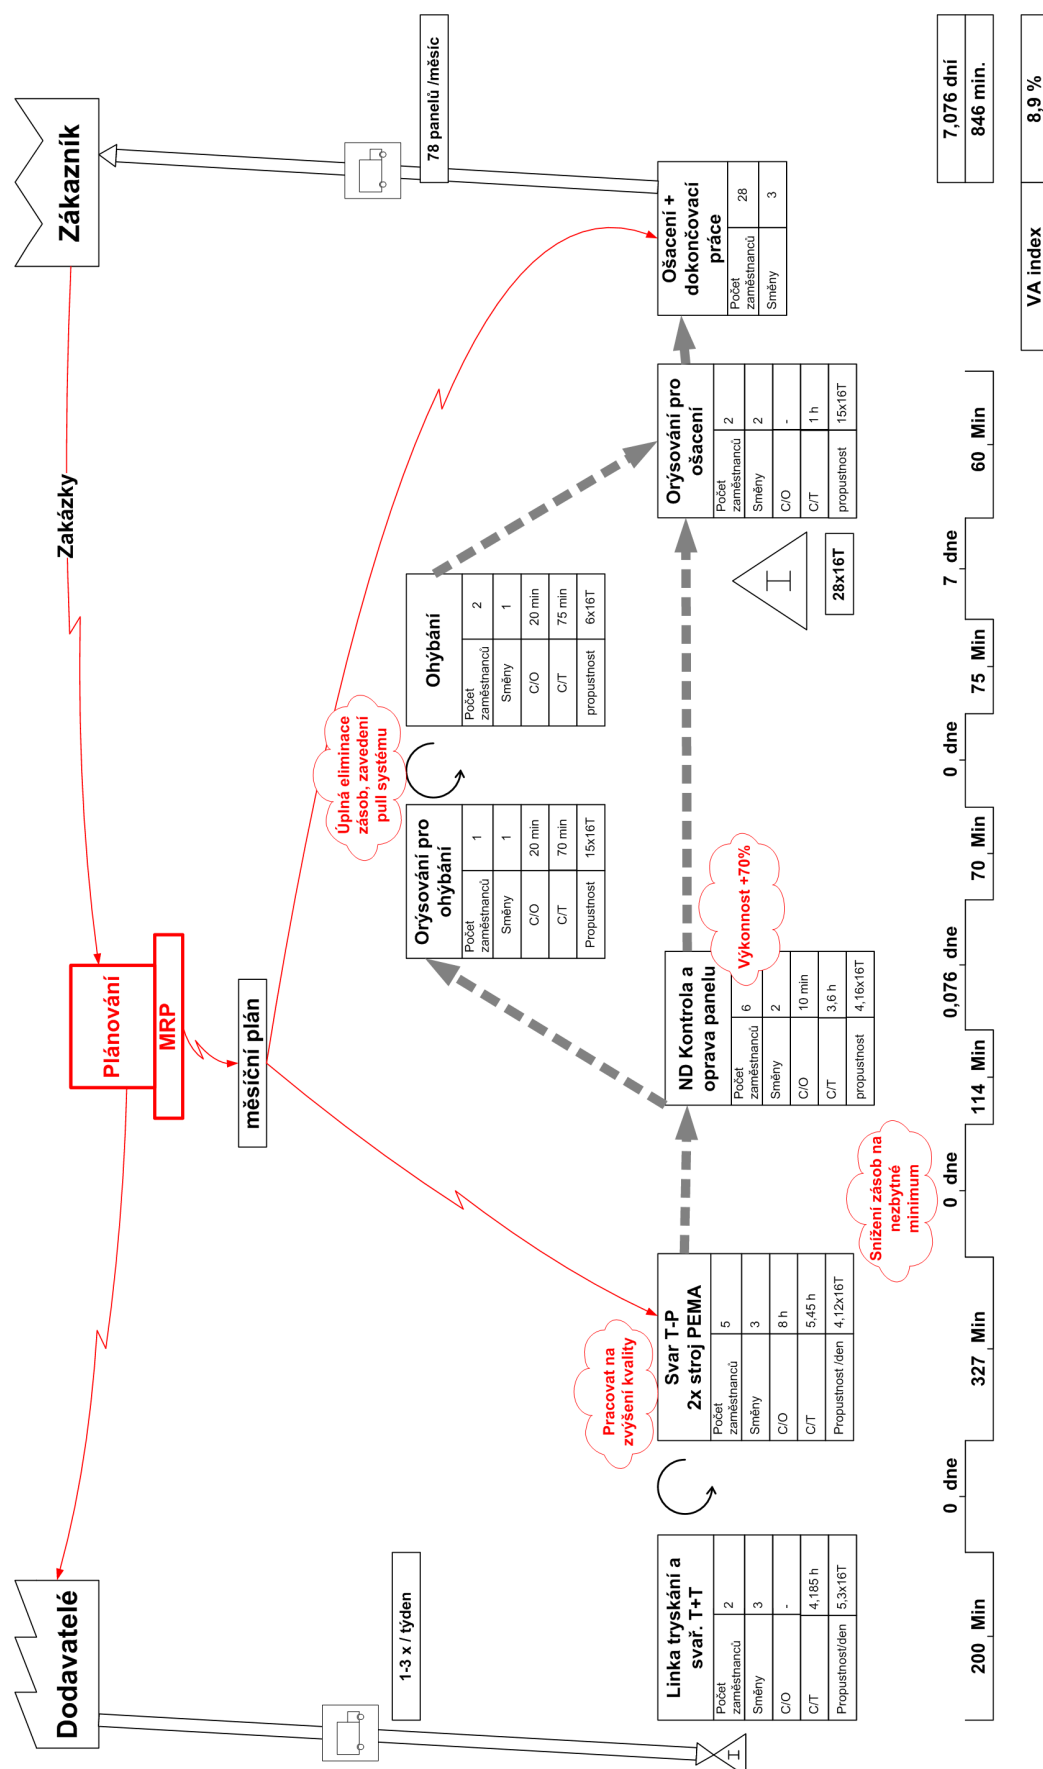 Dodavatelé
Plánování
MRP
Zakázky
Zákazník
měsíční plán
1-3 x / týden
78 panelů /měsíc
Úplná eliminace
zásob, zavedení
pull systému
Orýsování pro
ohýbání
Počet
zaměstnanců 1
Směny 1
C/O 20 min
C/T 70 min
Propustnost 15x16T
Ohýbání
Počet
zaměstnanců 2
Směny 1
C/O 20 min
C/T 75 min
propustnost 6x16T
Pracovat na
zvýšení kvality
I
Linka tryskání a
svař. T+T
Počet
zaměstnanců 2
Směny 3
C/O -
C/T 4,185 h
Propustnost/den 5,3x16T
Svar T-P
2x stroj PEMA
Počet
zaměstnanců 5
Směny 3
C/O 8 h
C/T 5,45 h
Propustnost /den 4,12x16T
ND Kontrola a
oprava panelu
Počet
zaměstnanců 6
Směny 2
C/O 10 min
C/T 3,6 h
propustnost 4,16x16T
Výkonnost +70%
I
28x16T
Orýsování pro
ošacení
Počet
zaměstnanců 2
Směny 2
C/O -
C/T 1 h
propustnost 15x16T
Ošacení +
dokončovací
práce
Počet
zaměstnanců 28
Směny 3
Snížení zásob na
nezbytné
minimum
200 Min
0 dne
327 Min
0 dne
114 Min
0,076 dne
70 Min
0 dne
75 Min
7 dne
60 Min
7,076 dní
846 min.
VA index 8,9 %